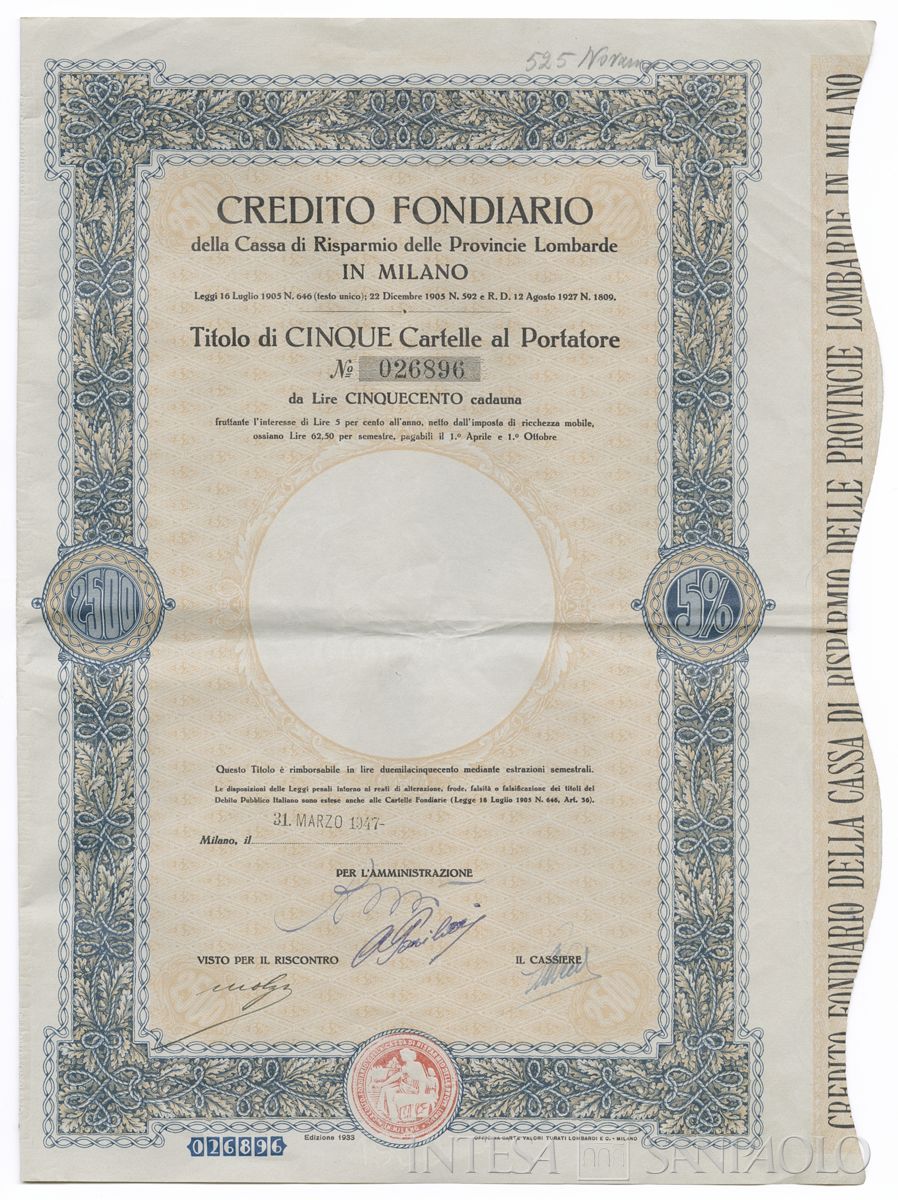 525
CREDITO FONDIARIO
della Cassa di Risparmio delle Provincie Lombarde
IN MILANO
Leggi 16 Luglio 1905 N. 646 (testo unico); 22 Dicembre 1905 N. 592 e R. D. 12 Agosto 1927 N. 1809.
Titolo di CINQUE Cartelle al Portatore
No 026896
da Lire CINQUECENTO cadauna
fruttante l'interesse di Lire 5 per cento all'anno, netto dall'imposta di ricchezza mobile,
ossiano Lire 62,50 per semestre, pagabili il 1.º Aprile e 1.º Ottobre
2500
5%
Questo Titolo è rimborsabile in lire duemilacinquecento mediante estrazioni semestrali.
Le disposizioni delle Leggi penali intorno ai reati di alterazione, frode, falsità o falsificazione dei titoli del
Debito Pubblico Italiano sono estese anche alle Cartelle Fondiarie (Legge 16 Luglio 1905 N. 646, Art. 36).
Milano, il 31. MARZO 1947-
PER L'AMMINISTRAZIONE
VISTO PER IL RISCONTRO
IL CASSIERE
2500 2500
026896
Edizione 1933
OFFICINA CARTE VALORI TURATI LOMBARDI E C. - MILANO
CREDITO FONDIARIO DELLA CASSA DI RISPARMIO DELLE PROVINCIE LOMBARDE IN MILANO
INTESA SANPAOLO